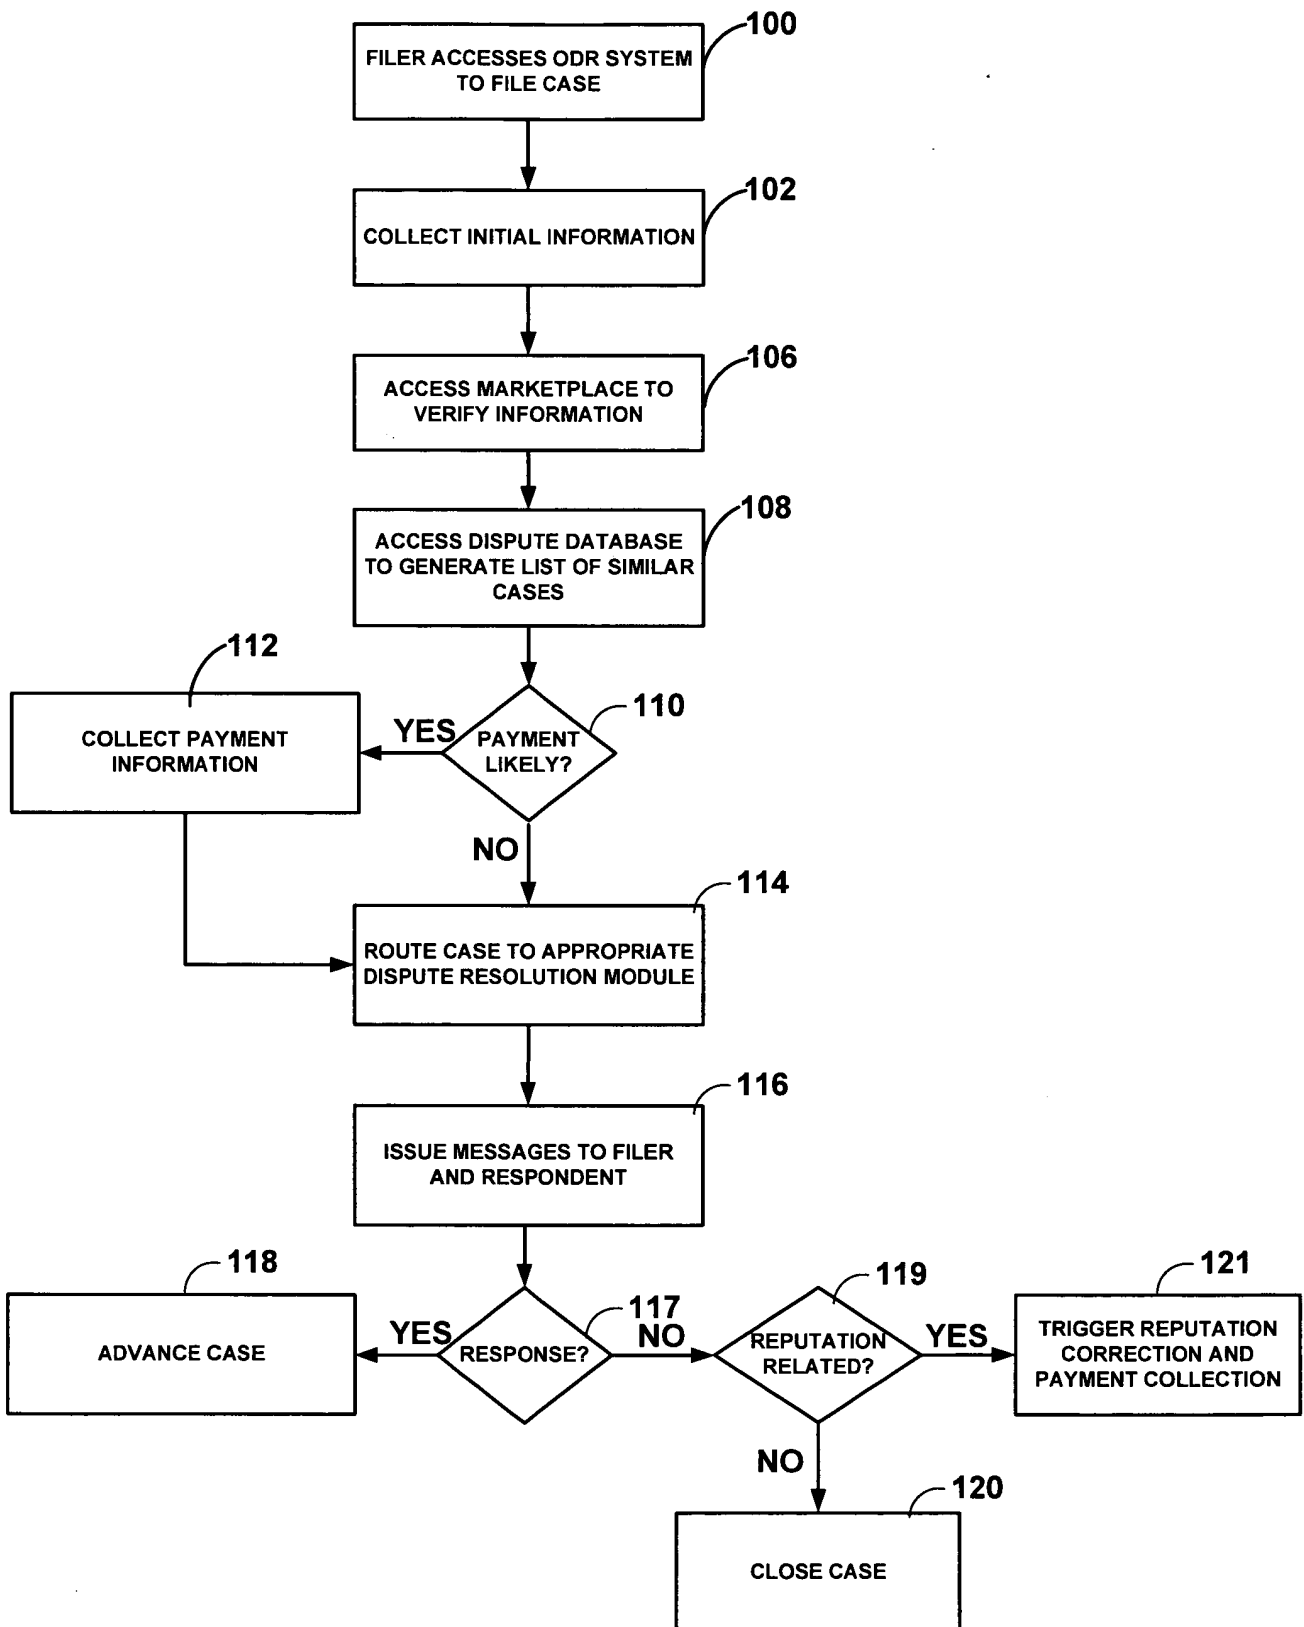 100
FILER ACCESSES ODR SYSTEM
TO FILE CASE
102
COLLECT INITIAL INFORMATION
106
ACCESS MARKETPLACE TO
VERIFY INFORMATION
108
ACCESS DISPUTE DATABASE
TO GENERATE LIST OF SIMILAR
CASES
112
COLLECT PAYMENT
INFORMATION
YES
110
PAYMENT
LIKELY?
NO
114
ROUTE CASE TO APPROPRIATE
DISPUTE RESOLUTION MODULE
116
ISSUE MESSAGES TO FILER
AND RESPONDENT
118
ADVANCE CASE
YES
117
RESPONSE?
NO
119
REPUTATION
RELATED?
YES
121
TRIGGER REPUTATION
CORRECTION AND
PAYMENT COLLECTION
NO
120
CLOSE CASE